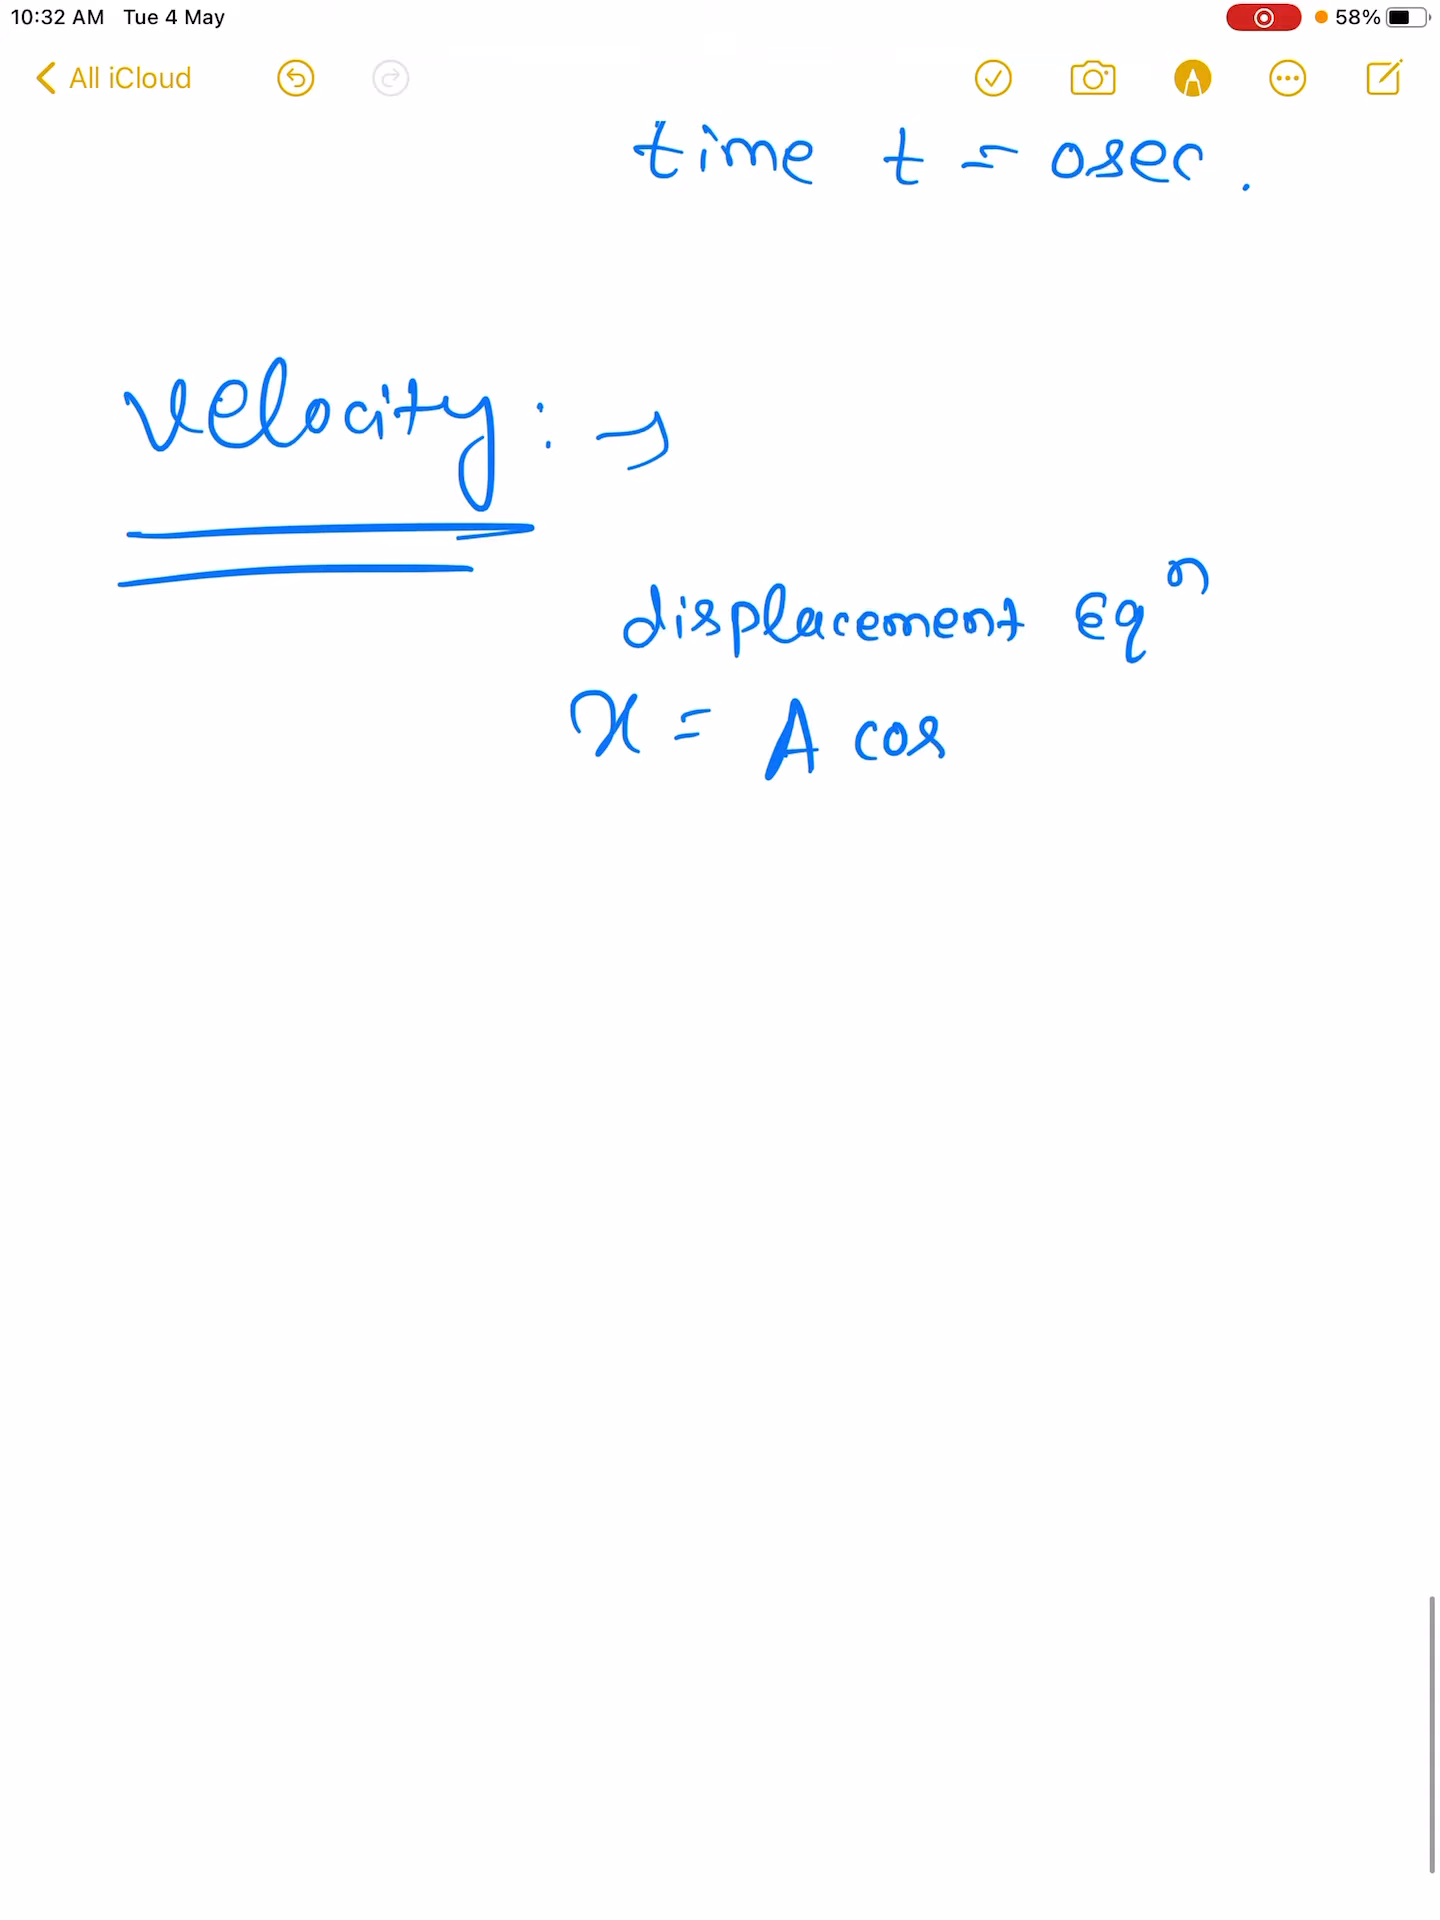 10:32 AM Tue 4 May 58%
All iCloud
time t = 0sec.
velocity :→
displacement Eqⁿ
x = A cos